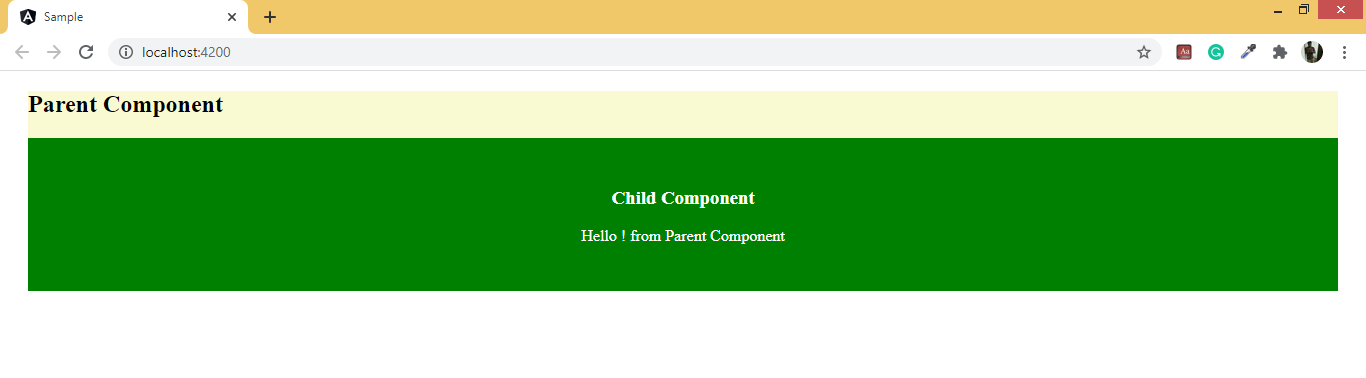 Sample
localhost:4200
Parent Component
Child Component
Hello ! from Parent Component